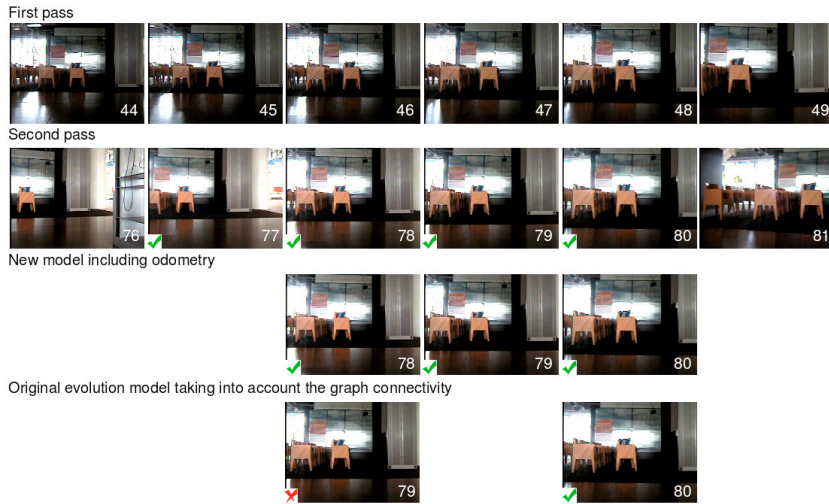 First pass
44 45 46 47 48 49
Second pass
76 77 78 79 80 81
New model including odometry
78 79 80
Original evolution model taking into account the graph connectivity
79 80